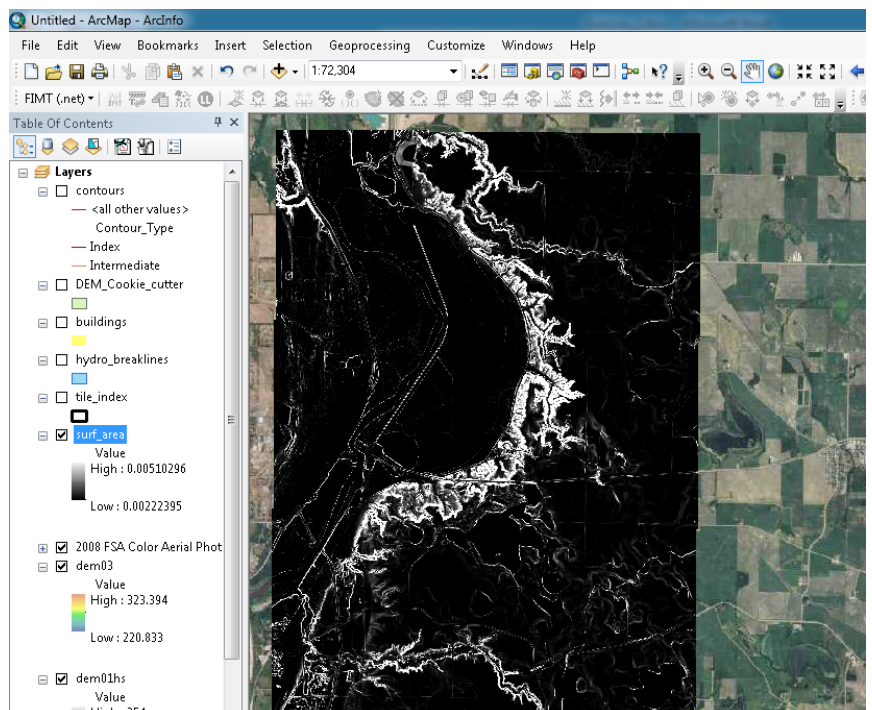 Untitled - ArcMap - ArcInfo
File Edit View Bookmarks Insert Selection Geoprocessing Customize Windows Help
1:72,304
FIMT (.net)
Table Of Contents
Layers
contours
<all other values>
Contour_Type
Index
Intermediate
DEM_Cookie_cutter
buildings
hydro_breaklines
tile_index
surf_area
Value
High : 0.00510296
Low : 0.00222395
2008 FSA Color Aerial Phot
dem03
Value
High : 323.394
Low : 220.833
dem01hs
Value